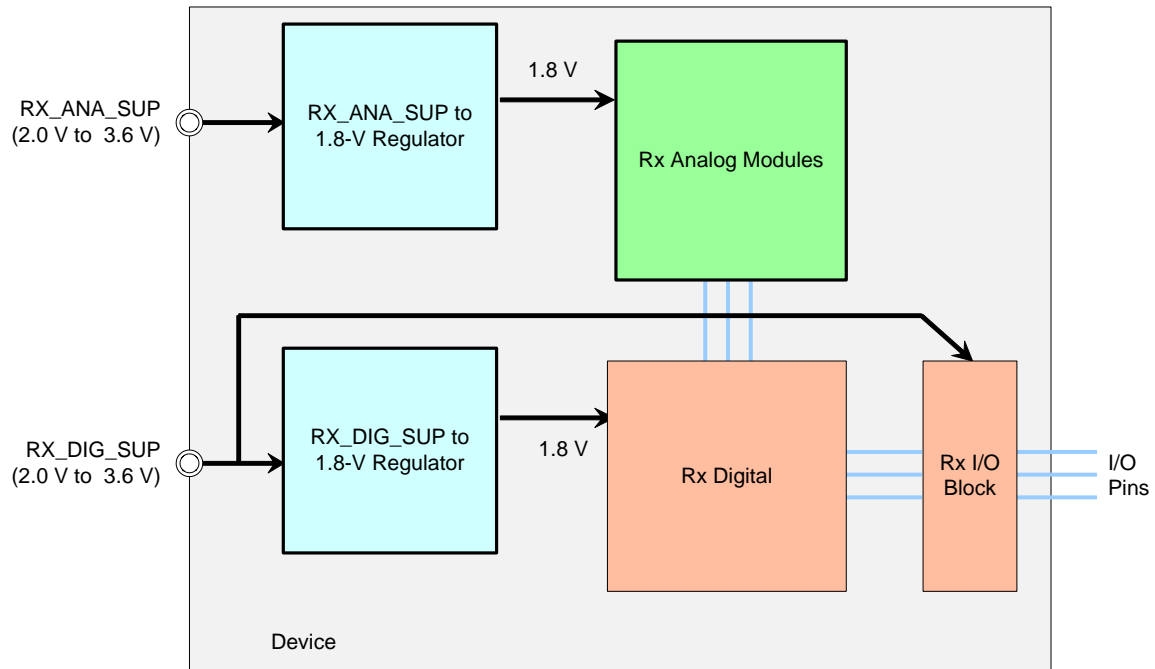 1.8 V
RX_ANA_SUP
(2.0 V to 3.6 V)
RX_ANA_SUP to
1.8-V Regulator
Rx Analog Modules
RX_DIG_SUP
(2.0 V to 3.6 V)
RX_DIG_SUP to
1.8-V Regulator
1.8 V
Rx Digital
Rx I/O
Block
I/O
Pins
Device